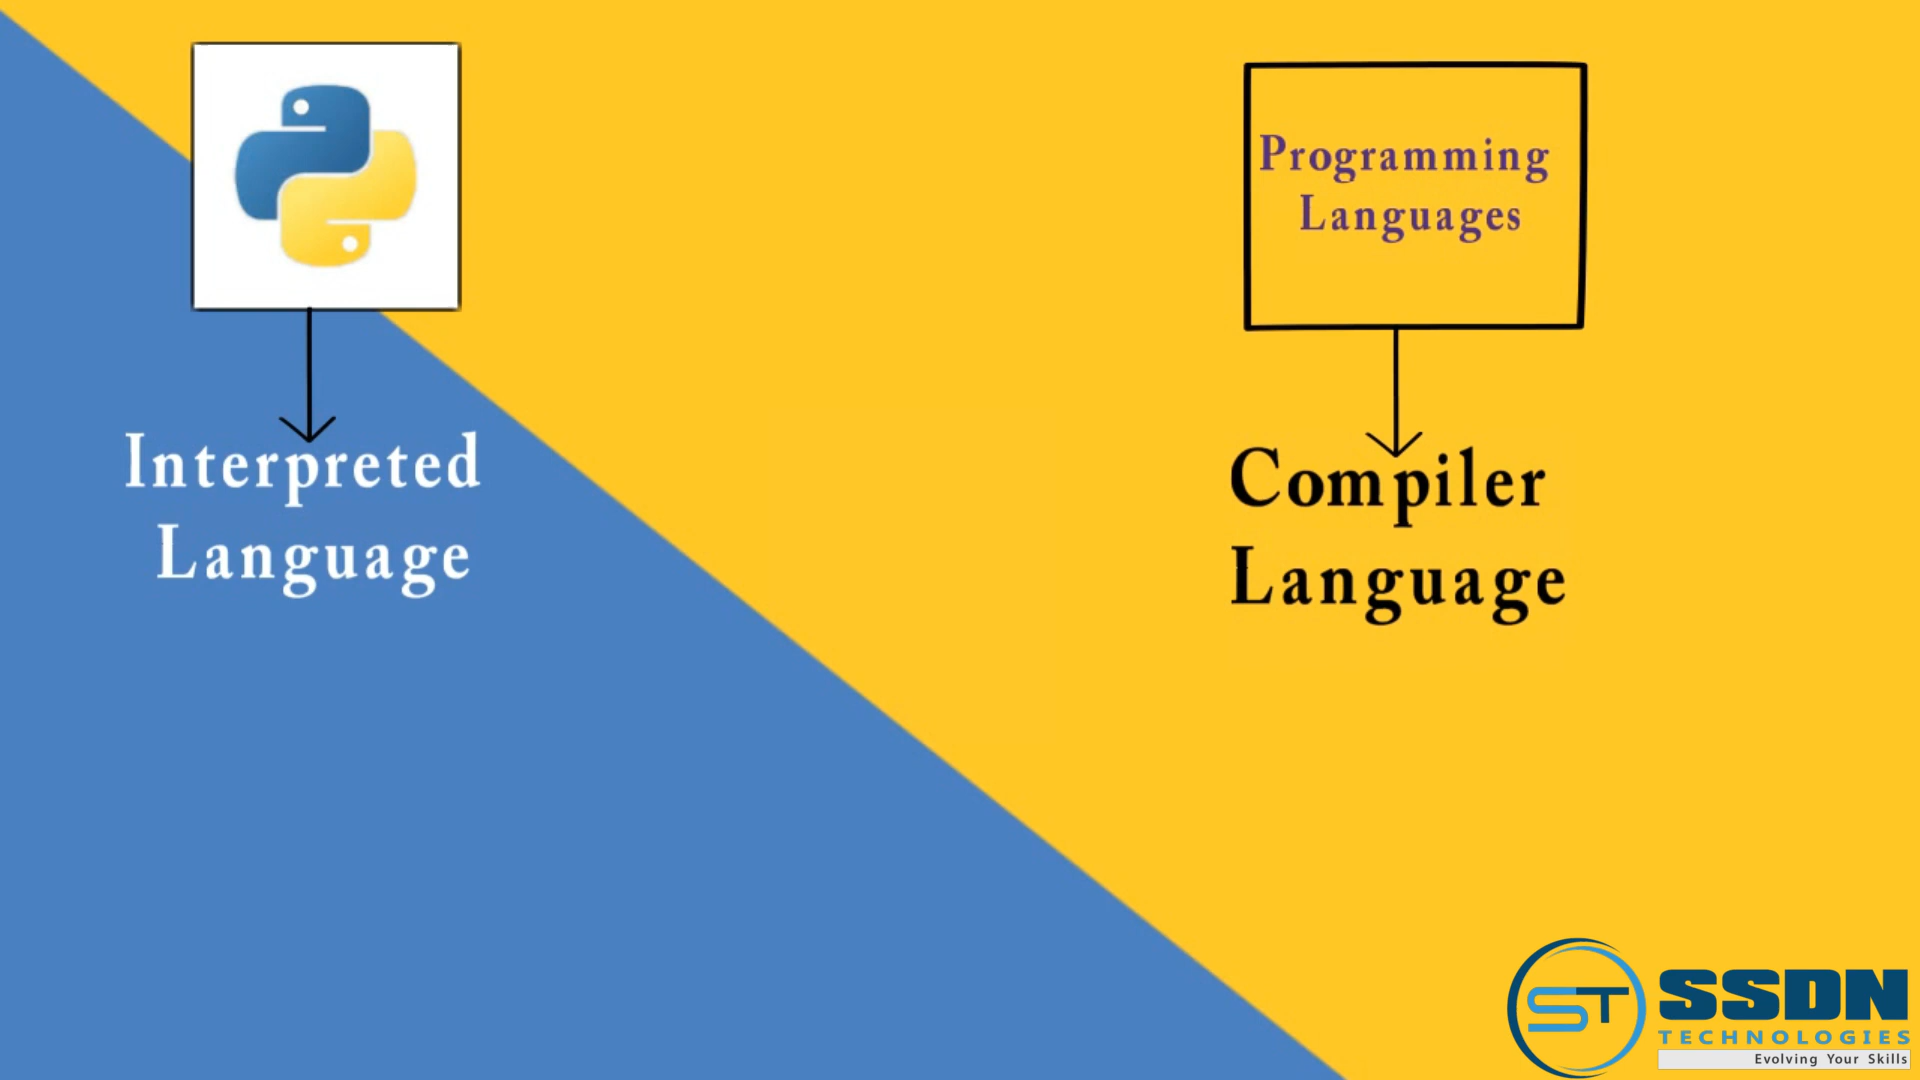 Interpreted
Language
Programming
Languages
Compiler
Language
ST
SSDN
TECHNOLOGIES
Evolving Your Skills